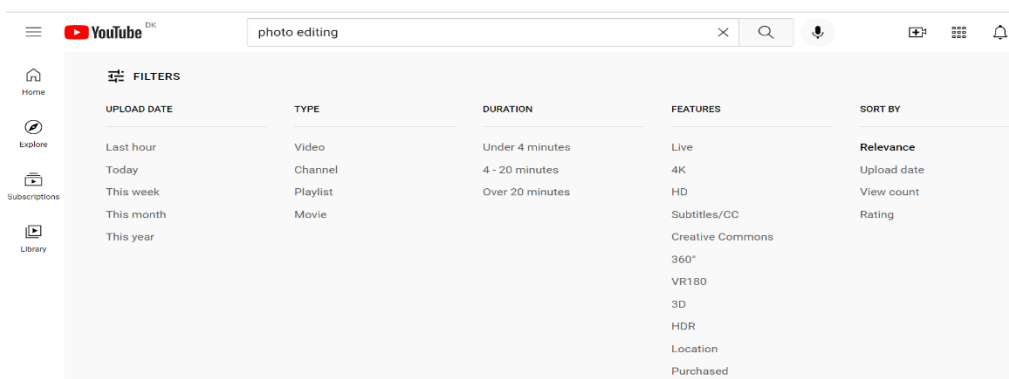 YouTube DK
photo editing
Home
Explore
Subscriptions
Library
FILTERS
UPLOAD DATE
Last hour
Today
This week
This month
This year
TYPE
Video
Channel
Playlist
Movie
DURATION
Under 4 minutes
4 - 20 minutes
Over 20 minutes
FEATURES
Live
4K
HD
Subtitles/CC
Creative Commons
360°
VR180
3D
HDR
Location
Purchased
SORT BY
Relevance
Upload date
View count
Rating